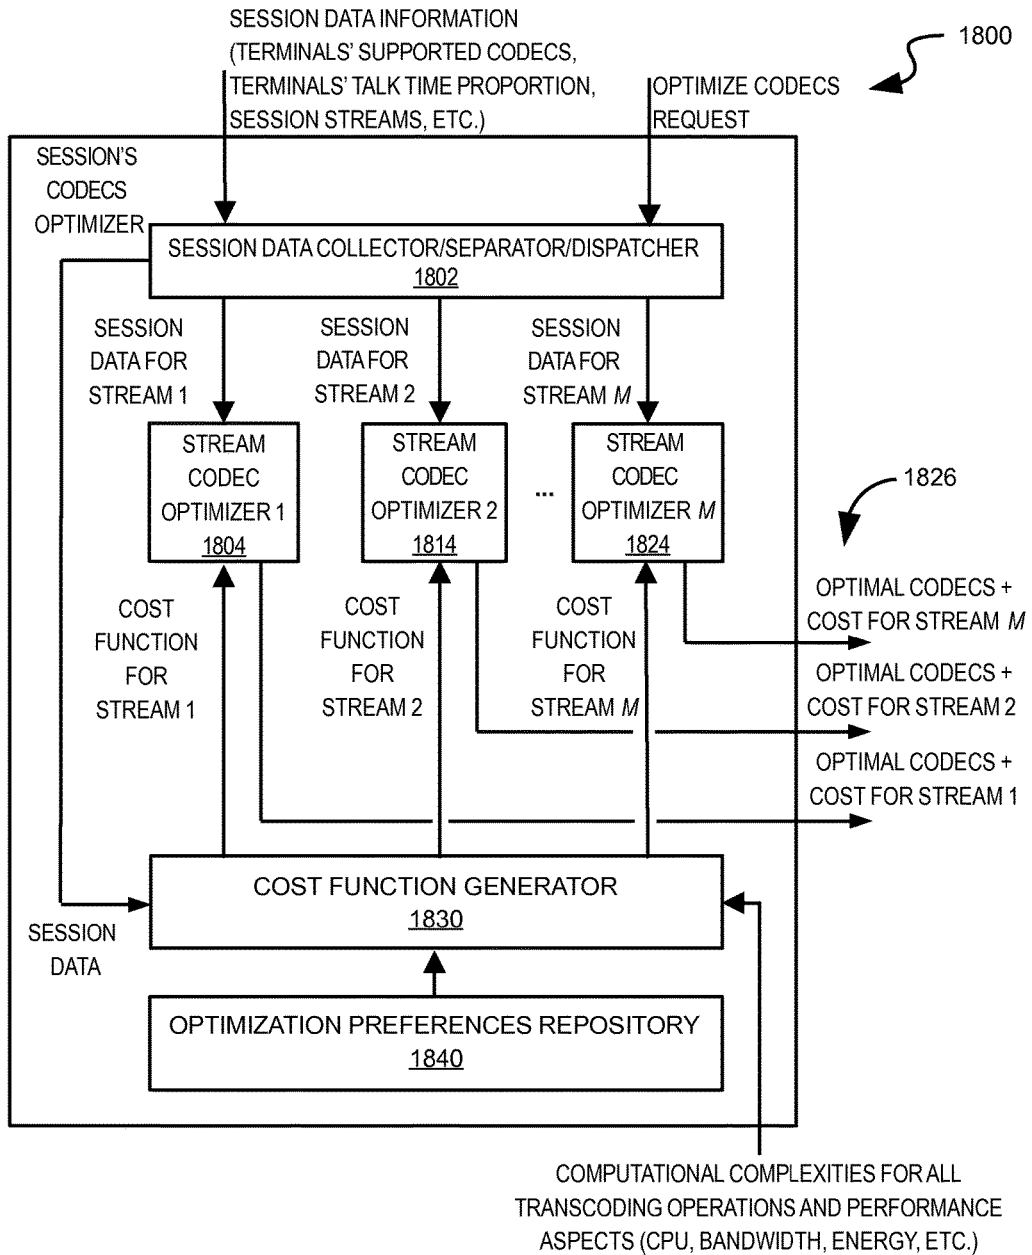 SESSION DATA INFORMATION
(TERMINALS' SUPPORTED CODECS,
TERMINALS' TALK TIME PROPORTION,
SESSION STREAMS, ETC.)
OPTIMIZE CODECS
REQUEST
1800
SESSION'S
CODECS
OPTIMIZER
SESSION DATA COLLECTOR/SEPARATOR/DISPATCHER
1802
SESSION
DATA FOR
STREAM 1
SESSION
DATA FOR
STREAM 2
SESSION
DATA FOR
STREAM M
STREAM
CODEC
OPTIMIZER 1
1804
STREAM
CODEC
OPTIMIZER 2
1814
...
STREAM
CODEC
OPTIMIZER M
1824
1826
COST
FUNCTION
FOR
STREAM 1
COST
FUNCTION
FOR
STREAM 2
COST
FUNCTION
FOR
STREAM M
OPTIMAL CODECS +
COST FOR STREAM M
OPTIMAL CODECS +
COST FOR STREAM 2
OPTIMAL CODECS +
COST FOR STREAM 1
COST FUNCTION GENERATOR
1830
SESSION
DATA
OPTIMIZATION PREFERENCES REPOSITORY
1840
COMPUTATIONAL COMPLEXITIES FOR ALL
TRANSCODING OPERATIONS AND PERFORMANCE
ASPECTS (CPU, BANDWIDTH, ENERGY, ETC.)